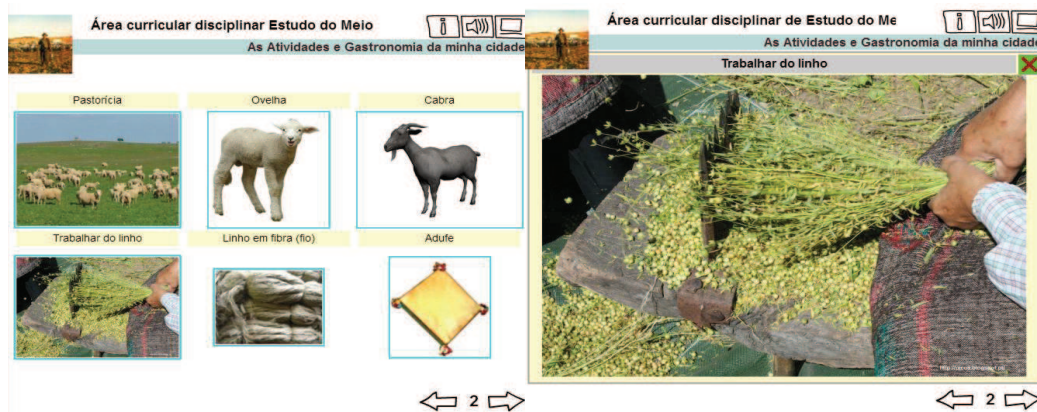 Área curricular disciplinar Estudo do Meio
As Atividades e Gastronomia da minha cidade
Pastorícia
Ovelha
Cabra
Trabalhar do linho
Linho em fibra (fio)
Adufe
2
Área curricular disciplinar de Estudo do Me
As Atividades e Gastronomia da minha cidade
Trabalhar do linho
2